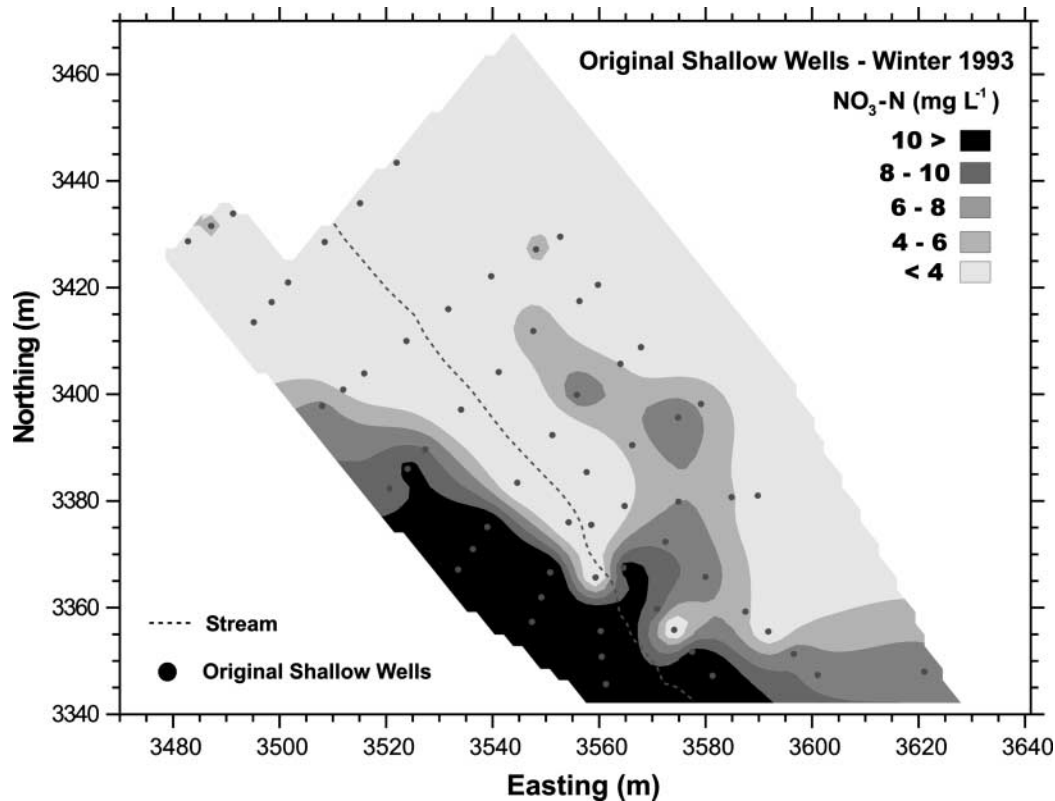 Original Shallow Wells - Winter 1993
NO₃-N (mg L⁻¹)
10 >
8 - 10
6 - 8
4 - 6
< 4
3460
3440
3420
3400
3380
3360
3340
Northing (m)
Stream
Original Shallow Wells
3480
3500
3520
3540
3560
3580
3600
3620
3640
Easting (m)